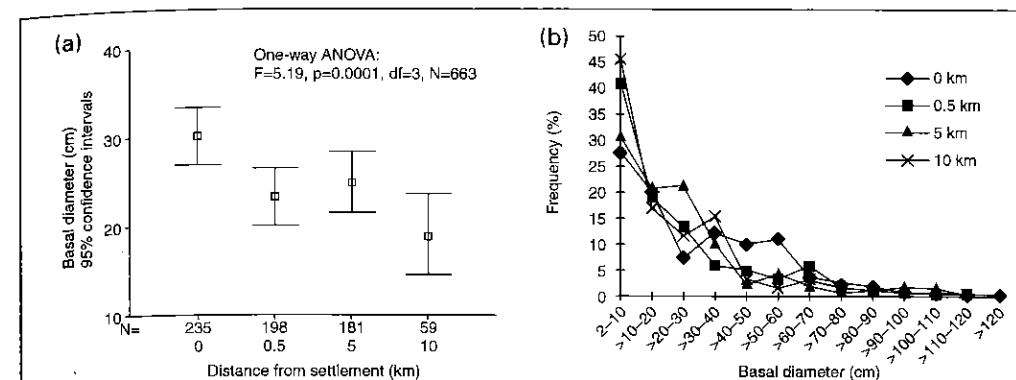 (a)
40
30
20
10
Basal diameter (cm)
95% confidence intervals
One-way ANOVA:
F=5.19, p=0.0001, df=3, N=663
N=
235 198 181 59
0 0.5 5 10
Distance from settlement (km)
(b)
50
45
40
35
30
25
20
15
10
5
0
Frequency (%)
0 km
0.5 km
5 km
10 km
2–10
>10–20
>20–30
>30–40
>40–50
>50–60
>60–70
>70–80
>80–90
>90–100
>100–110
>110–120
>120
Basal diameter (cm)